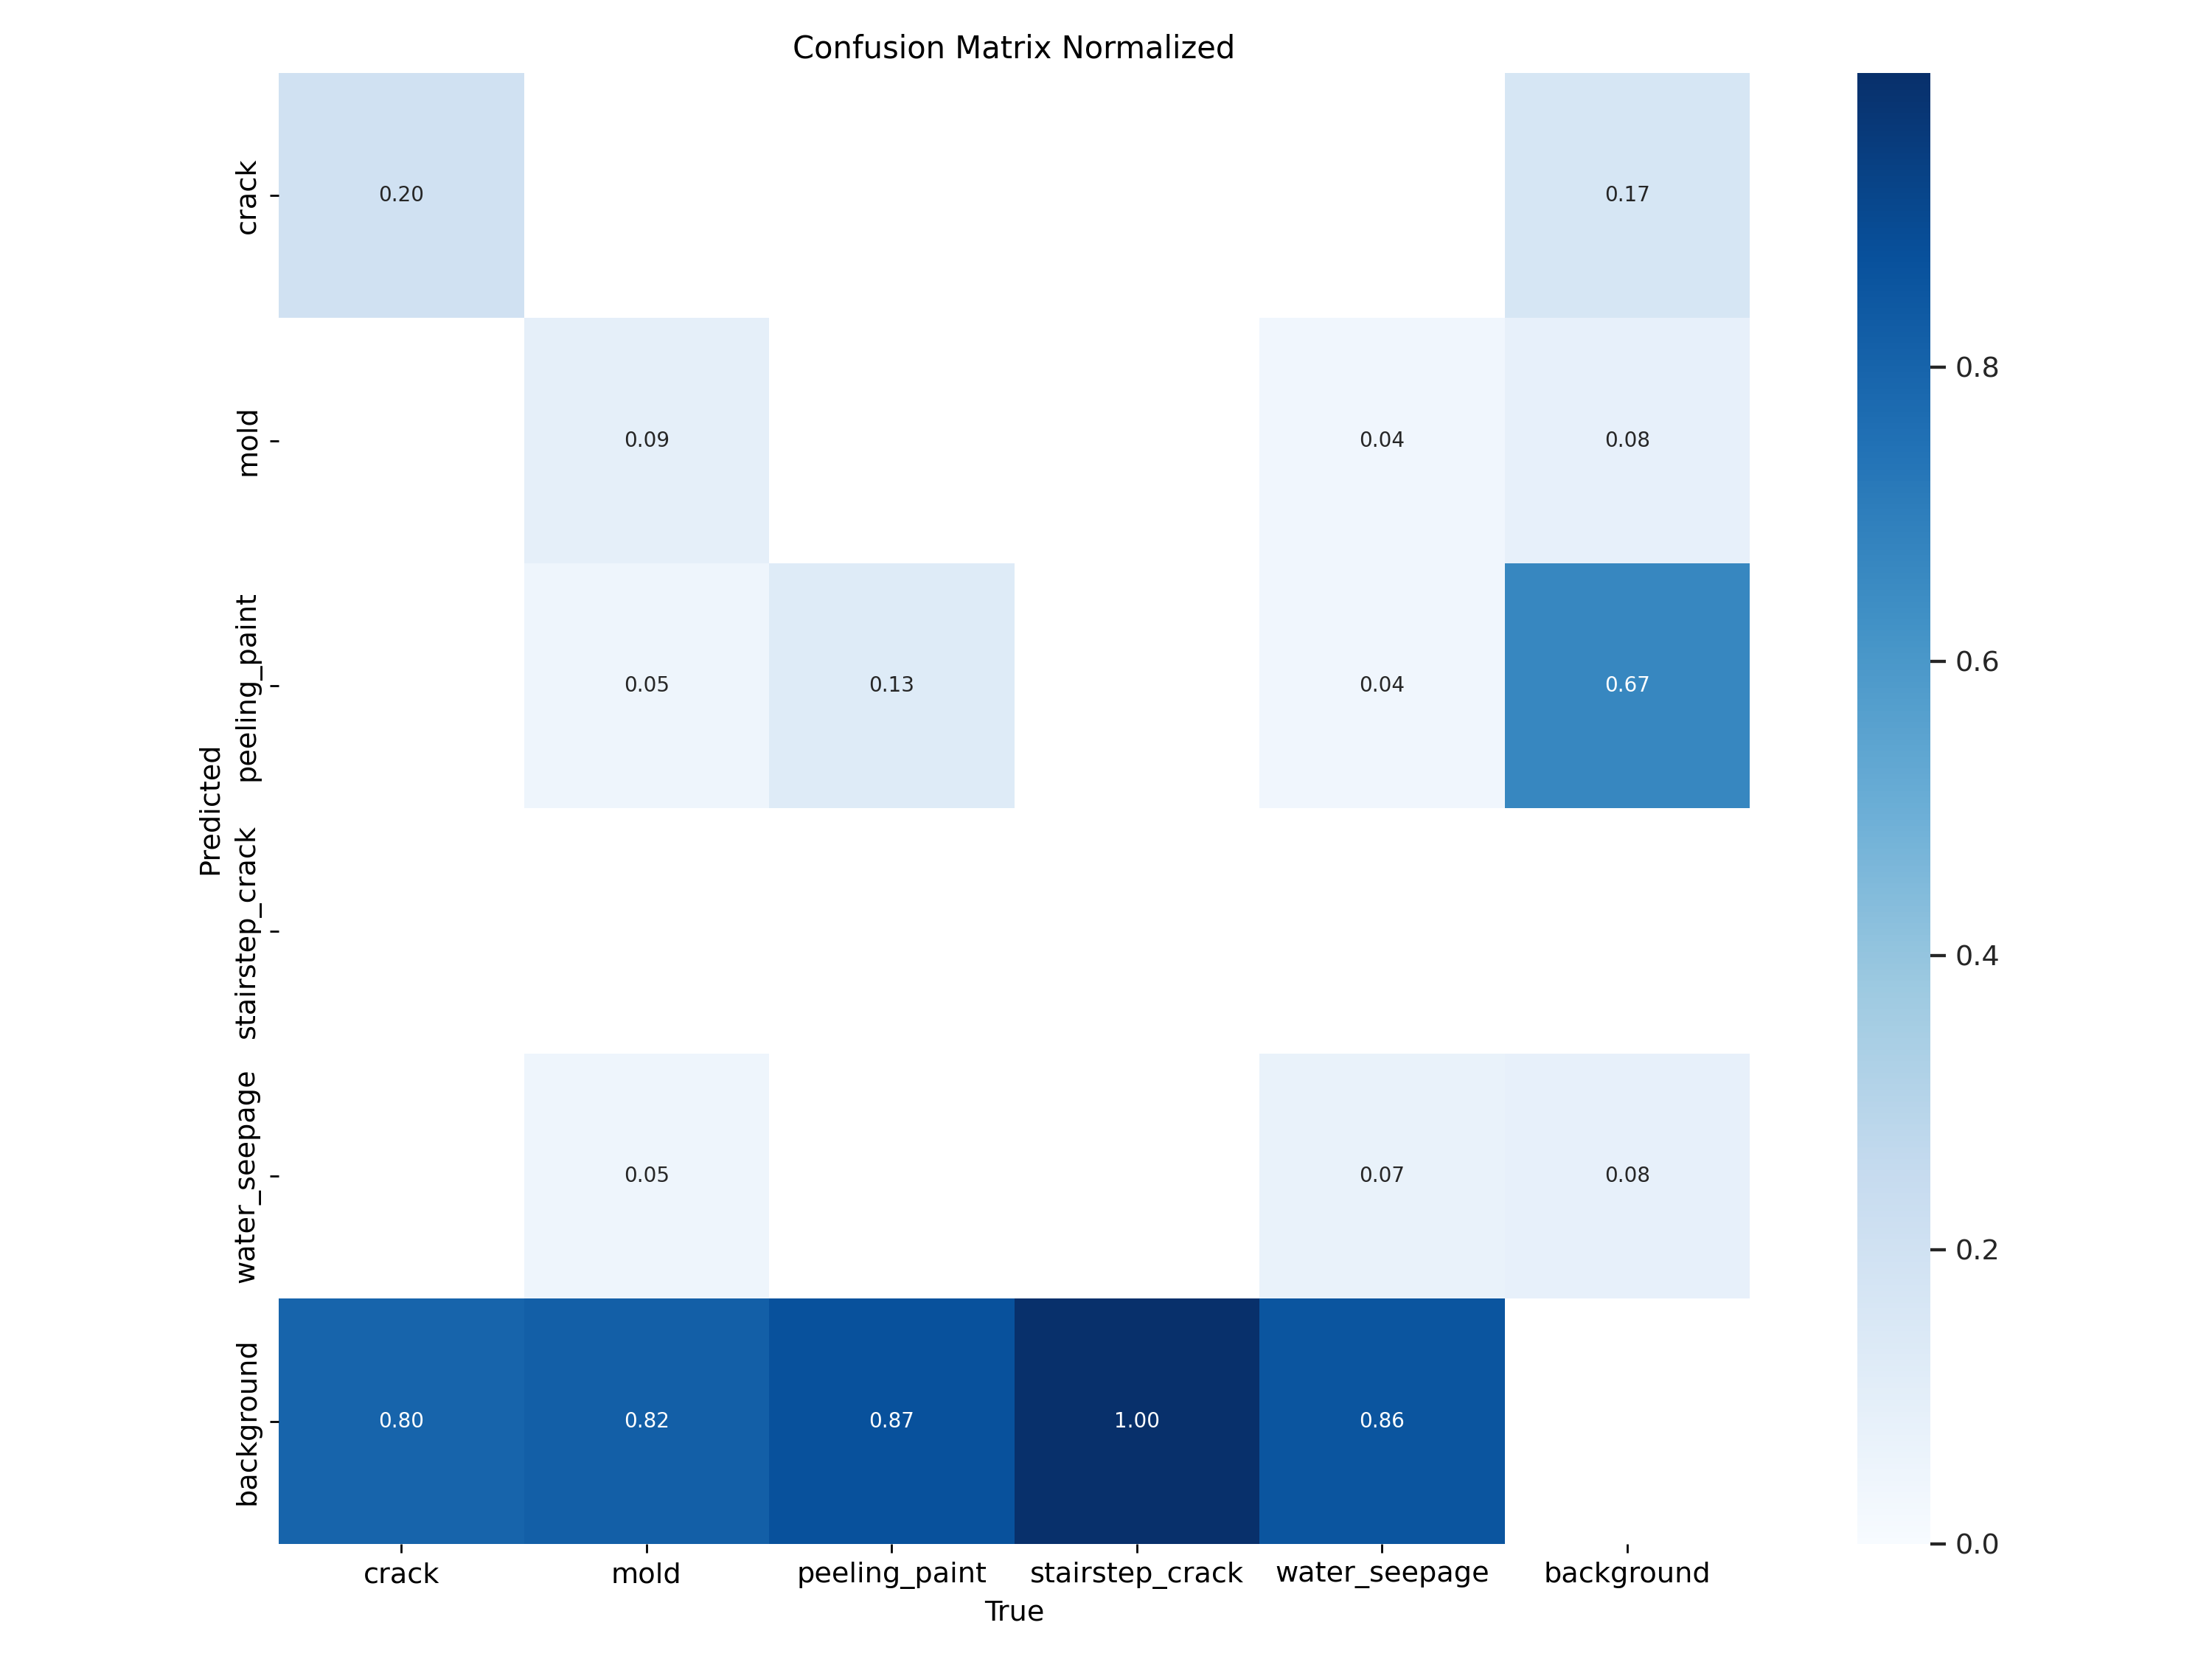 Confusion Matrix Normalized
Predicted
crack
0.20
0.17
mold
0.09
0.04
0.08
peeling_paint
0.05
0.13
0.04
0.67
stairstep_crack
water_seepage
0.05
0.07
0.08
background
0.80
0.82
0.87
1.00
0.86
crack
mold
peeling_paint
stairstep_crack
water_seepage
background
True
0.8
0.6
0.4
0.2
0.0